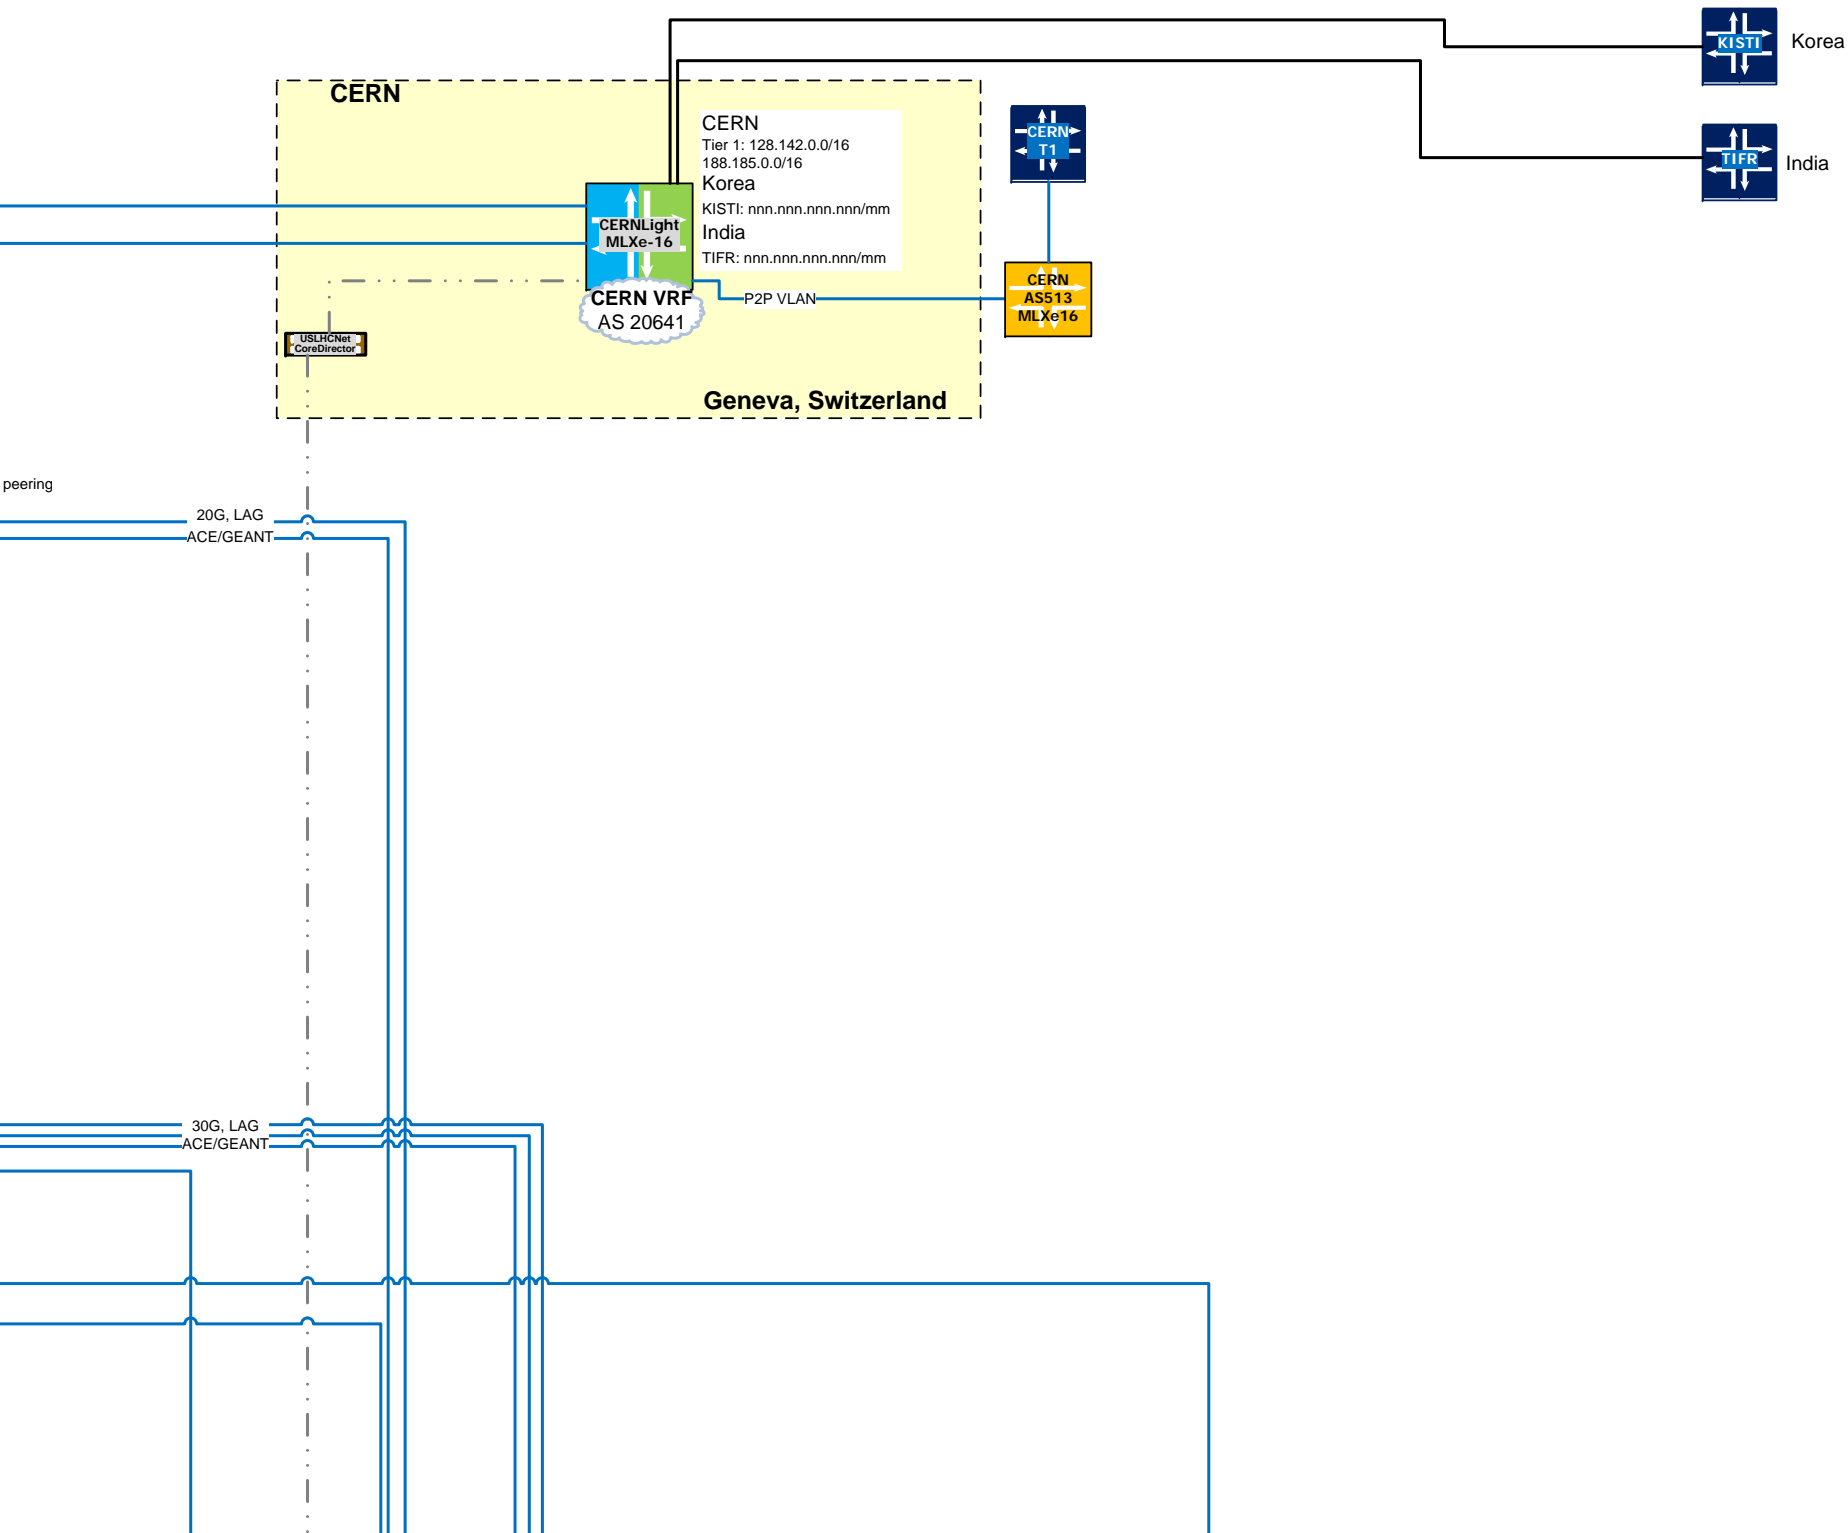 KISTI
Korea
CERN
CERN
Tier 1: 128.142.0.0/16
188.185.0.0/16
Korea
KISTI: nnn.nnn.nnn.nnn/mm
India
TIFR: nnn.nnn.nnn.nnn/mm
CERN
T1
TIFR
India
CERNLight
MLXe-16
CERN VRF
AS 20641
P2P VLAN
CERN
AS513
MLXe16
USLHCNet
CoreDirector
Geneva, Switzerland
peering
20G, LAG
ACE/GEANT
30G, LAG
ACE/GEANT